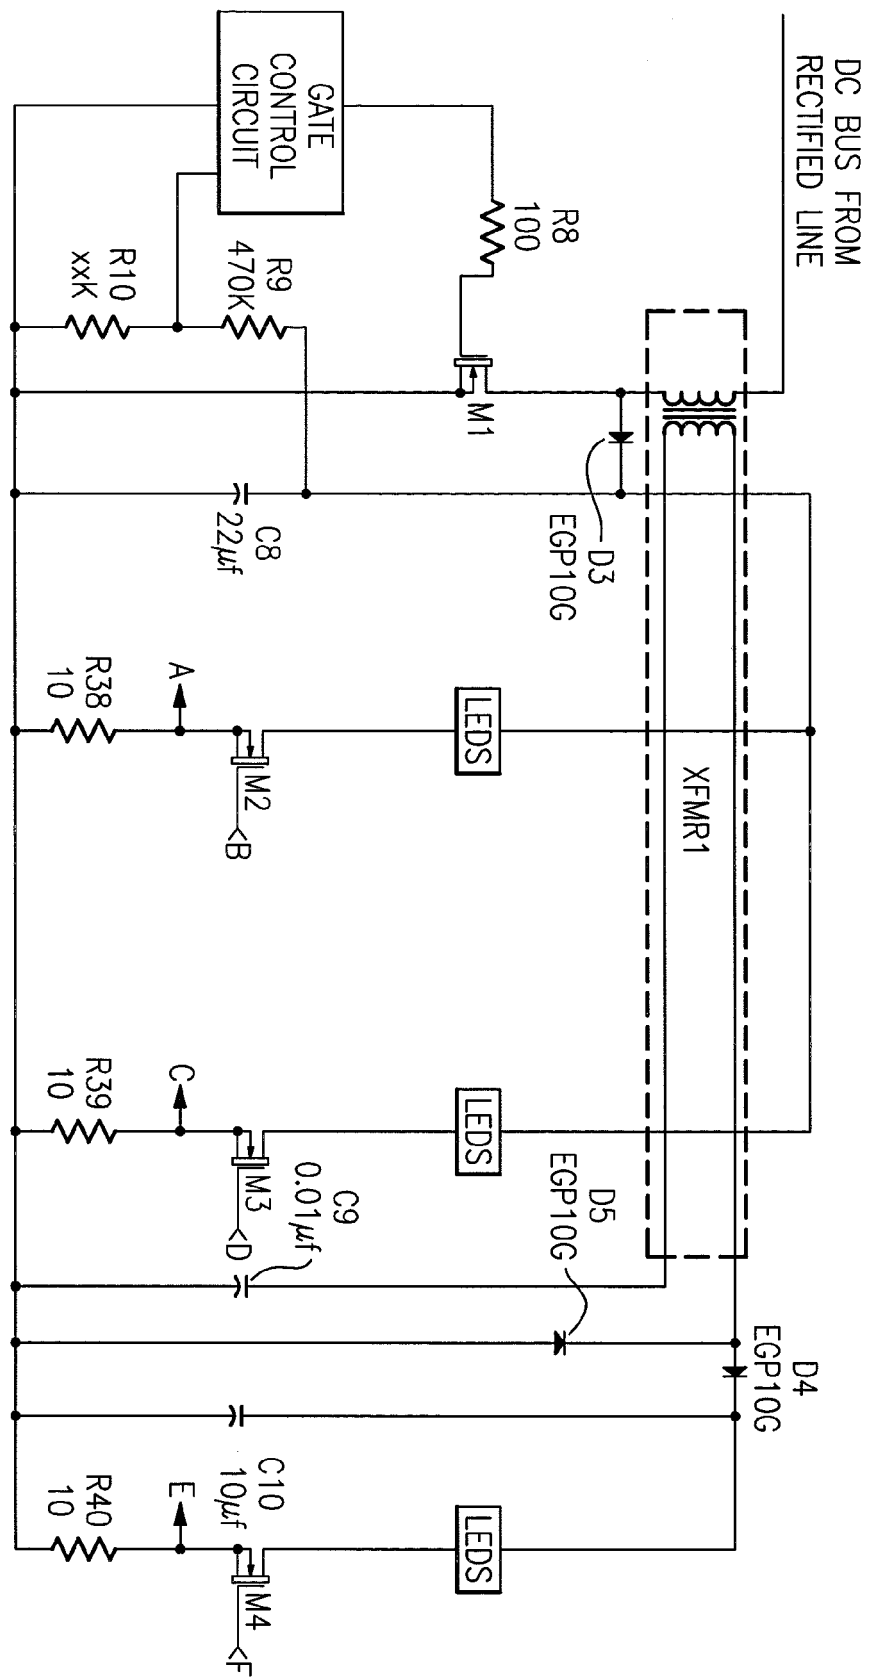 DC BUS FROM
RECTIFIED LINE
GATE
CONTROL
CIRCUIT
R8
100
R9
470K
R10
xxK
M1
D3
EGP10G
C8
22µf
XFMR1
LEDS
A
M2
B
R38
10
LEDS
C
M3
D
R39
10
C9
0.01µf
D5
EGP10G
D4
EGP10G
C10
10µf
LEDS
E
M4
F
R40
10